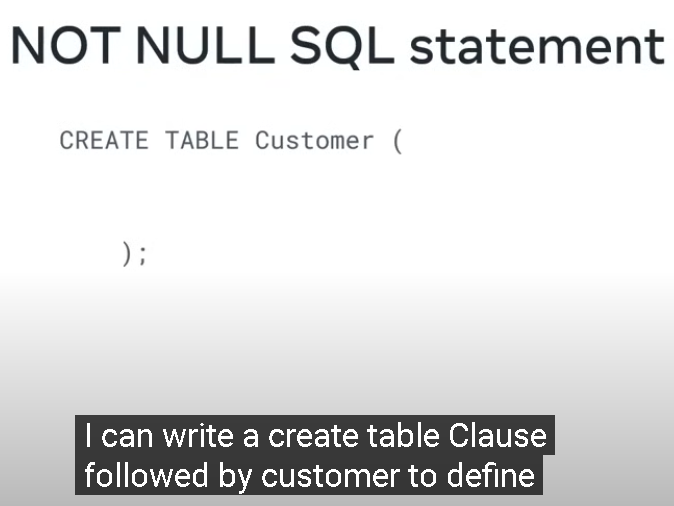 NOT NULL SQL statement
CREATE TABLE Customer (
);
I can write a create table Clause
followed by customer to define